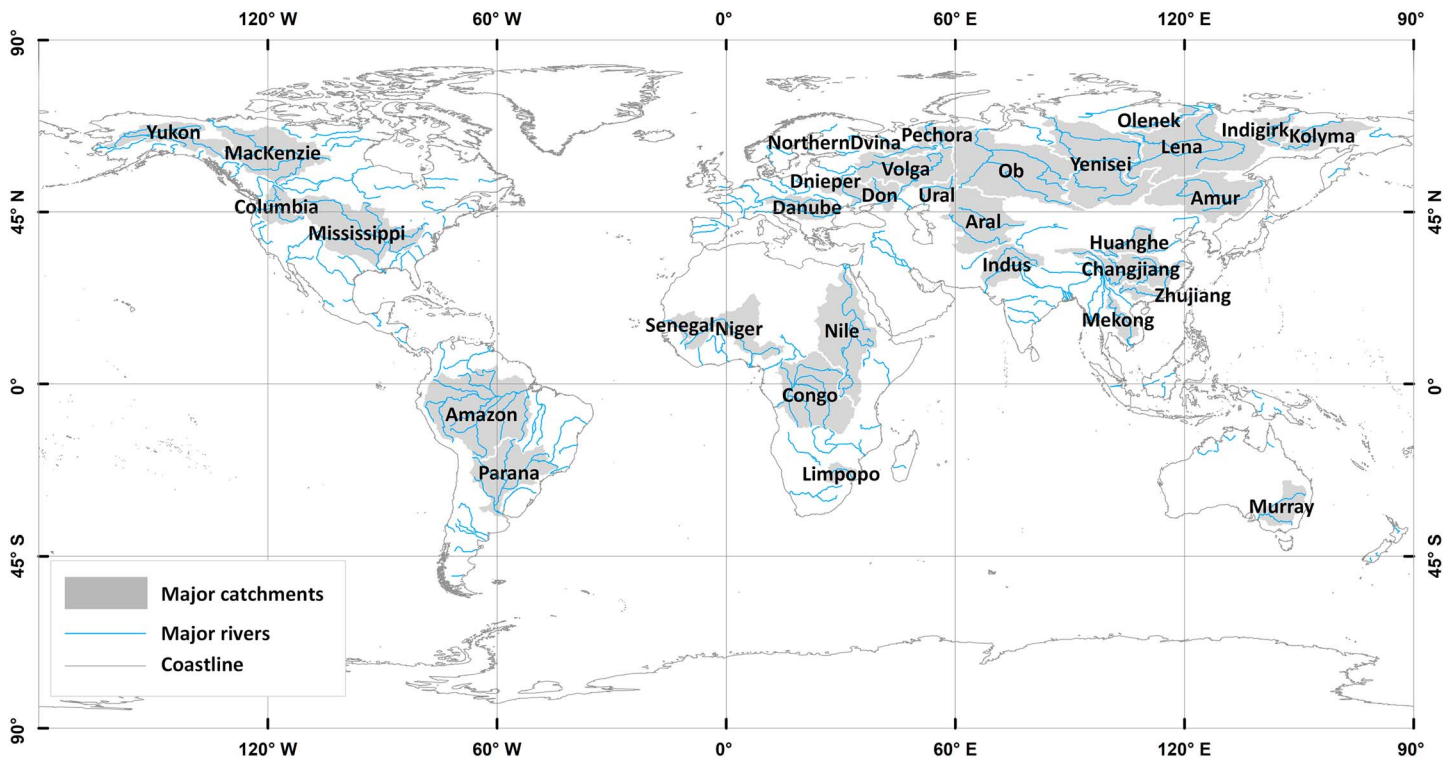 120° W 60° W 0° 60° E 120° E 90°
90°
Yukon
MacKenzie
Columbia
Mississippi
NorthernDvina
Pechora
Olenek
Indigirk
Kolyma
Lena
Yenisei
Ob
Volga
Dnieper
Don
Ural
Danube
Amur
45° N
45° N
Aral
Huanghe
Indus
Changjiang
Zhujiang
Mekong
Senegal
Niger
Nile
0°
0°
Congo
Amazon
Parana
Limpopo
Murray
45° S
45° S
Major catchments
Major rivers
Coastline
90°
120° W 60° W 0° 60° E 120° E 90°